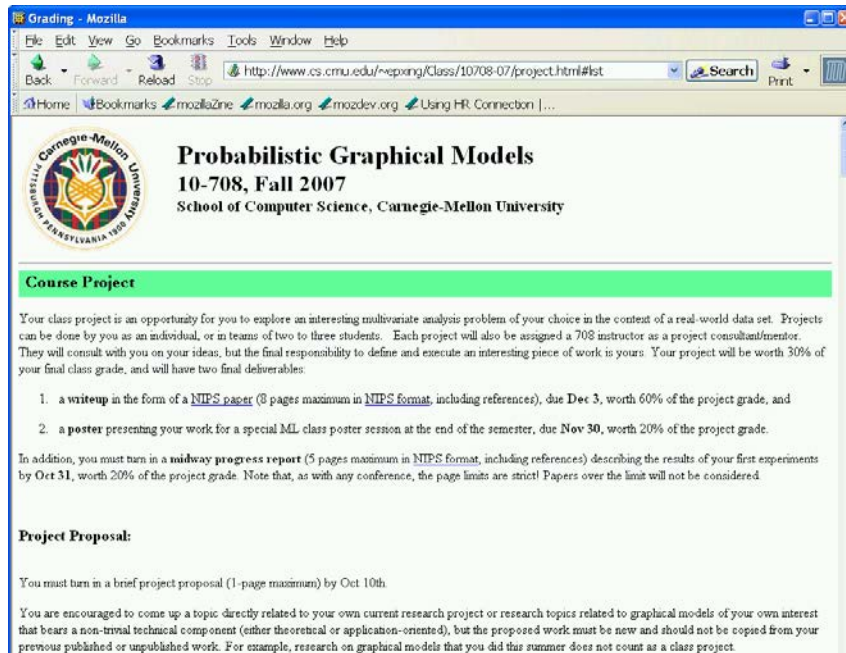 Grading - Mozilla
File Edit View Go Bookmarks Tools Window Help
Back Forward Reload Stop http://www.cs.cmu.edu/~epxing/Class/10708-07/project.html#list Search Print
Home Bookmarks mozillaZine mozilla.org mozdev.org Using HR Connection |...
Carnegie-Mellon University
Pittsburgh Pennsylvania 1900
Probabilistic Graphical Models
10-708, Fall 2007
School of Computer Science, Carnegie-Mellon University
Course Project
Your class project is an opportunity for you to explore an interesting multivariate analysis problem of your choice in the context of a real-world data set. Projects
can be done by you as an individual, or in teams of two to three students. Each project will also be assigned a 708 instructor as a project consultant/mentor.
They will consult with you on your ideas, but the final responsibility to define and execute an interesting piece of work is yours. Your project will be worth 30% of
your final class grade, and will have two final deliverables:
1. a writeup in the form of a NIPS paper (8 pages maximum in NIPS format, including references), due Dec 3, worth 60% of the project grade, and
2. a poster presenting your work for a special ML class poster session at the end of the semester, due Nov 30, worth 20% of the project grade.
In addition, you must turn in a midway progress report (5 pages maximum in NIPS format, including references) describing the results of your first experiments
by Oct 31, worth 20% of the project grade. Note that, as with any conference, the page limits are strict! Papers over the limit will not be considered.
Project Proposal:
You must turn in a brief project proposal (1-page maximum) by Oct 10th.
You are encouraged to come up a topic directly related to your own current research project or research topics related to graphical models of your own interest
that bears a non-trivial technical component (either theoretical or application-oriented), but the proposed work must be new and should not be copied from your
previous published or unpublished work. For example, research on graphical models that you did this summer does not count as a class project.